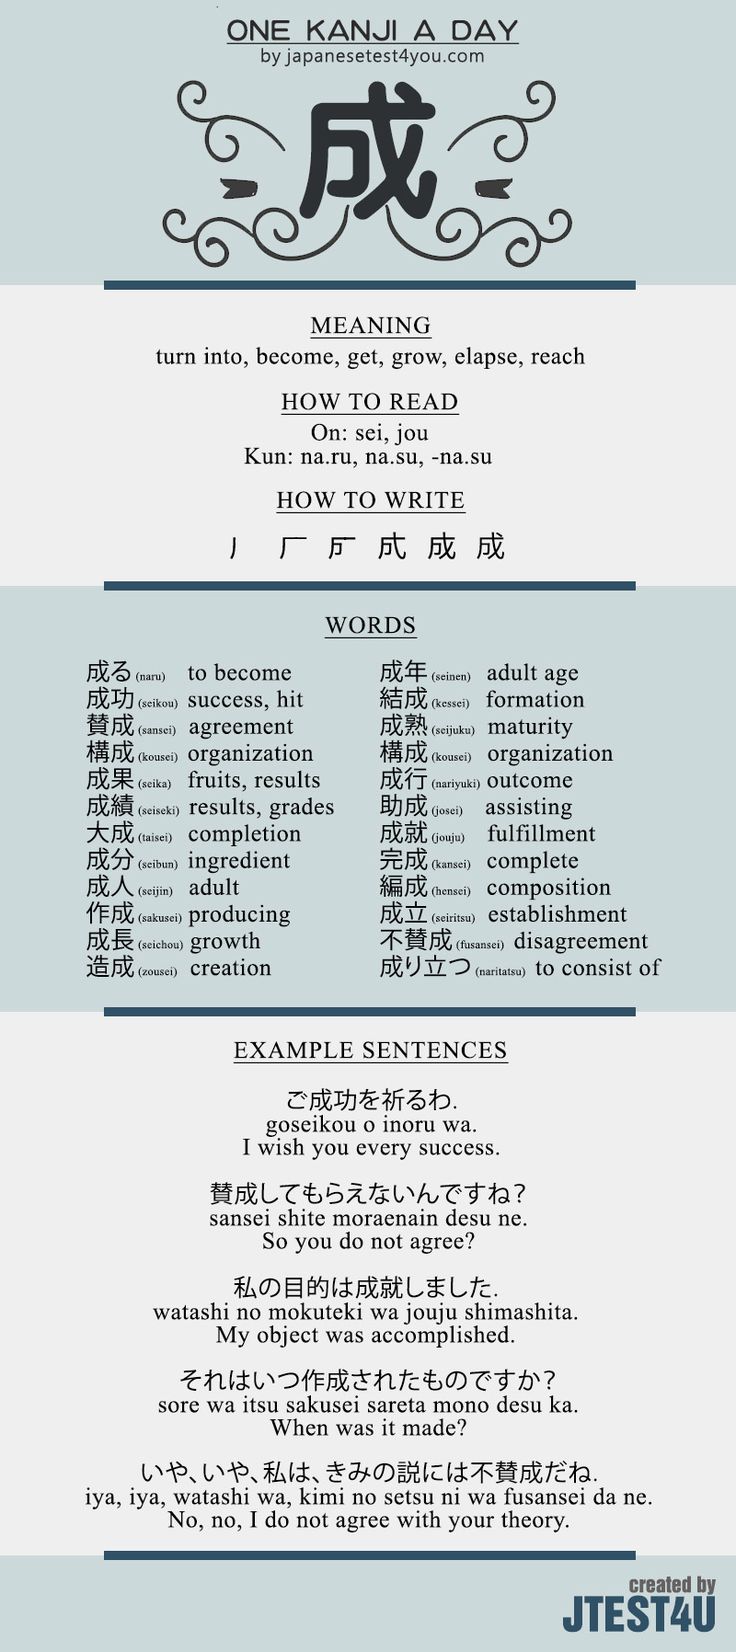 ONE KANJI A DAY
by japanesetest4you.com
成
MEANING
turn into, become, get, grow, elapse, reach
HOW TO READ
On: sei, jou
Kun: na.ru, na.su, -na.su
HOW TO WRITE
丿 厂 成 成
WORDS
成る (naru) to become
成功 (seikou) success, hit
賛成 (sansei) agreement
構成 (kousei) organization
成果 (seika) fruits, results
成績 (seiseki) results, grades
大成 (taisei) completion
成分 (seibun) ingredient
成人 (seijin) adult
作成 (sakusei) producing
成長 (seichou) growth
造成 (zousei) creation
成年 (seinen) adult age
結成 (kessei) formation
成熟 (seijuku) maturity
構成 (kousei) organization
成行 (nariyuki) outcome
助成 (josei) assisting
成就 (jouju) fulfillment
完成 (kansei) complete
編成 (hensei) composition
成立 (seiritsu) establishment
不賛成 (fusansei) disagreement
成り立つ (naritatsu) to consist of
EXAMPLE SENTENCES
ご成功を祈るわ.
goseikou o inoru wa.
I wish you every success.
賛成してもらえないんですね？
sansei shite moraenain desu ne.
So you do not agree?
私の目的は成就しました.
watashi no mokuteki wa jouju shimashita.
My object was accomplished.
それはいつ作成されたものですか？
sore wa itsu sakusei sareta mono desu ka.
When was it made?
いや、いや、私は、きみの説には不賛成だね.
iya, iya, watashi wa, kimi no setsu ni wa fusansei da ne.
No, no, I do not agree with your theory.
created by
JTEST4U